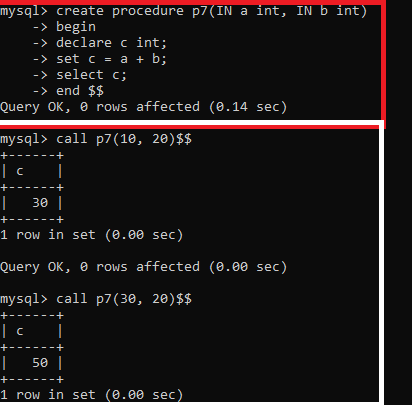 mysql> create procedure p7(IN a int, IN b int)
    -> begin
    -> declare c int;
    -> set c = a + b;
    -> select c;
    -> end $$
Query OK, 0 rows affected (0.14 sec)
mysql> call p7(10, 20)$$
+------+
| c    |
+------+
|   30 |
+------+
1 row in set (0.00 sec)
Query OK, 0 rows affected (0.00 sec)
mysql> call p7(30, 20)$$
+------+
| c    |
+------+
|   50 |
+------+
1 row in set (0.00 sec)